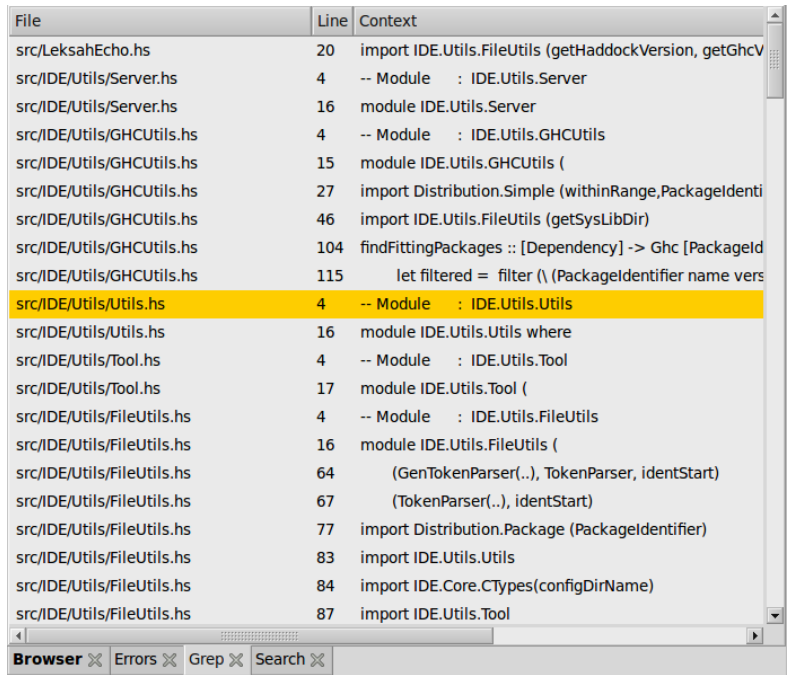 File Line Context
src/LeksahEcho.hs 20 import IDE.Utils.FileUtils (getHaddockVersion, getGhcV
src/IDE/Utils/Server.hs 4 -- Module : IDE.Utils.Server
src/IDE/Utils/Server.hs 16 module IDE.Utils.Server
src/IDE/Utils/GHCUtils.hs 4 -- Module : IDE.Utils.GHCUtils
src/IDE/Utils/GHCUtils.hs 15 module IDE.Utils.GHCUtils (
src/IDE/Utils/GHCUtils.hs 27 import Distribution.Simple (withinRange,PackageIdenti
src/IDE/Utils/GHCUtils.hs 46 import IDE.Utils.FileUtils (getSysLibDir)
src/IDE/Utils/GHCUtils.hs 104 findFittingPackages :: [Dependency] -> Ghc [PackageId
src/IDE/Utils/GHCUtils.hs 115 let filtered = filter (\ (PackageIdentifier name vers
src/IDE/Utils/Utils.hs 4 -- Module : IDE.Utils.Utils
src/IDE/Utils/Utils.hs 16 module IDE.Utils.Utils where
src/IDE/Utils/Tool.hs 4 -- Module : IDE.Utils.Tool
src/IDE/Utils/Tool.hs 17 module IDE.Utils.Tool (
src/IDE/Utils/FileUtils.hs 4 -- Module : IDE.Utils.FileUtils
src/IDE/Utils/FileUtils.hs 16 module IDE.Utils.FileUtils (
src/IDE/Utils/FileUtils.hs 64 (GenTokenParser(..), TokenParser, identStart)
src/IDE/Utils/FileUtils.hs 67 (TokenParser(..), identStart)
src/IDE/Utils/FileUtils.hs 77 import Distribution.Package (PackageIdentifier)
src/IDE/Utils/FileUtils.hs 83 import IDE.Utils.Utils
src/IDE/Utils/FileUtils.hs 84 import IDE.Core.CTypes(configDirName)
src/IDE/Utils/FileUtils.hs 87 import IDE.Utils.Tool
Browser Errors Grep Search